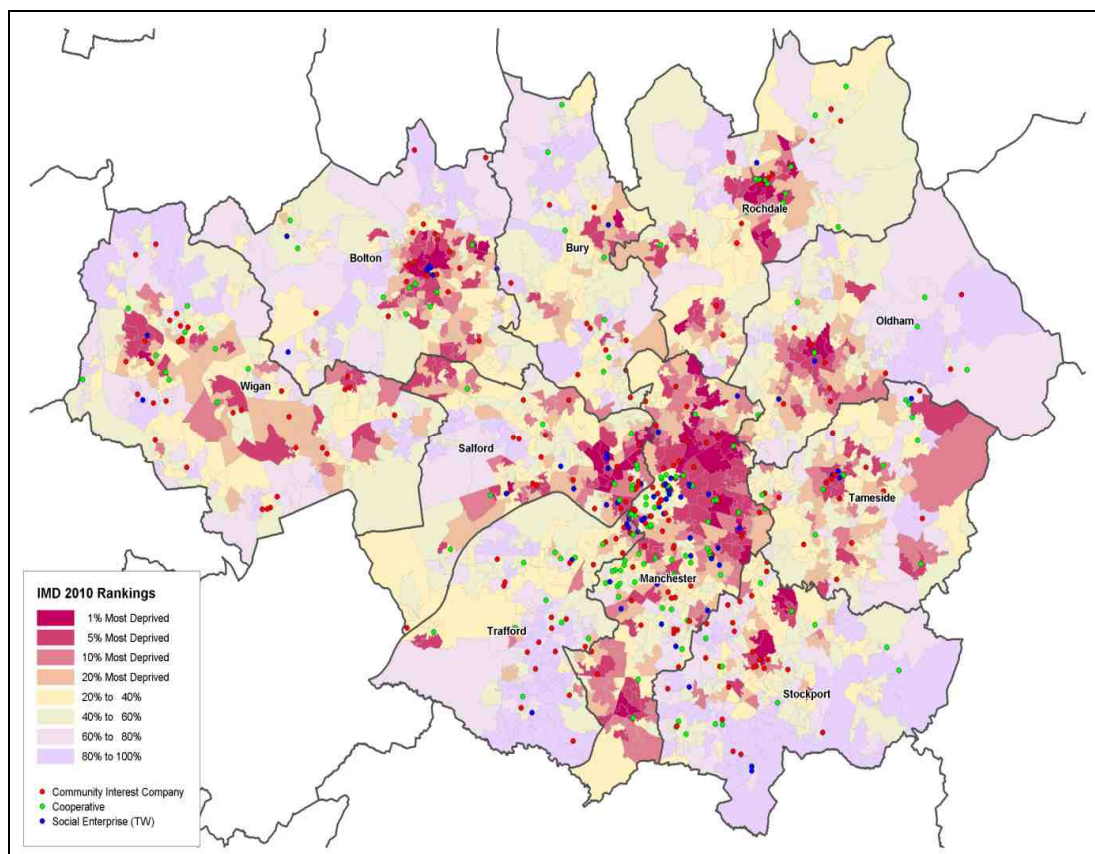 Rochdale
Bury
Bolton
Oldham
Wigan
Salford
Tameside
Manchester
Trafford
Stockport
IMD 2010 Rankings
1% Most Deprived
5% Most Deprived
10% Most Deprived
20% Most Deprived
20% to 40%
40% to 60%
60% to 80%
80% to 100%
Community Interest Company
Cooperative
Social Enterprise (TW)